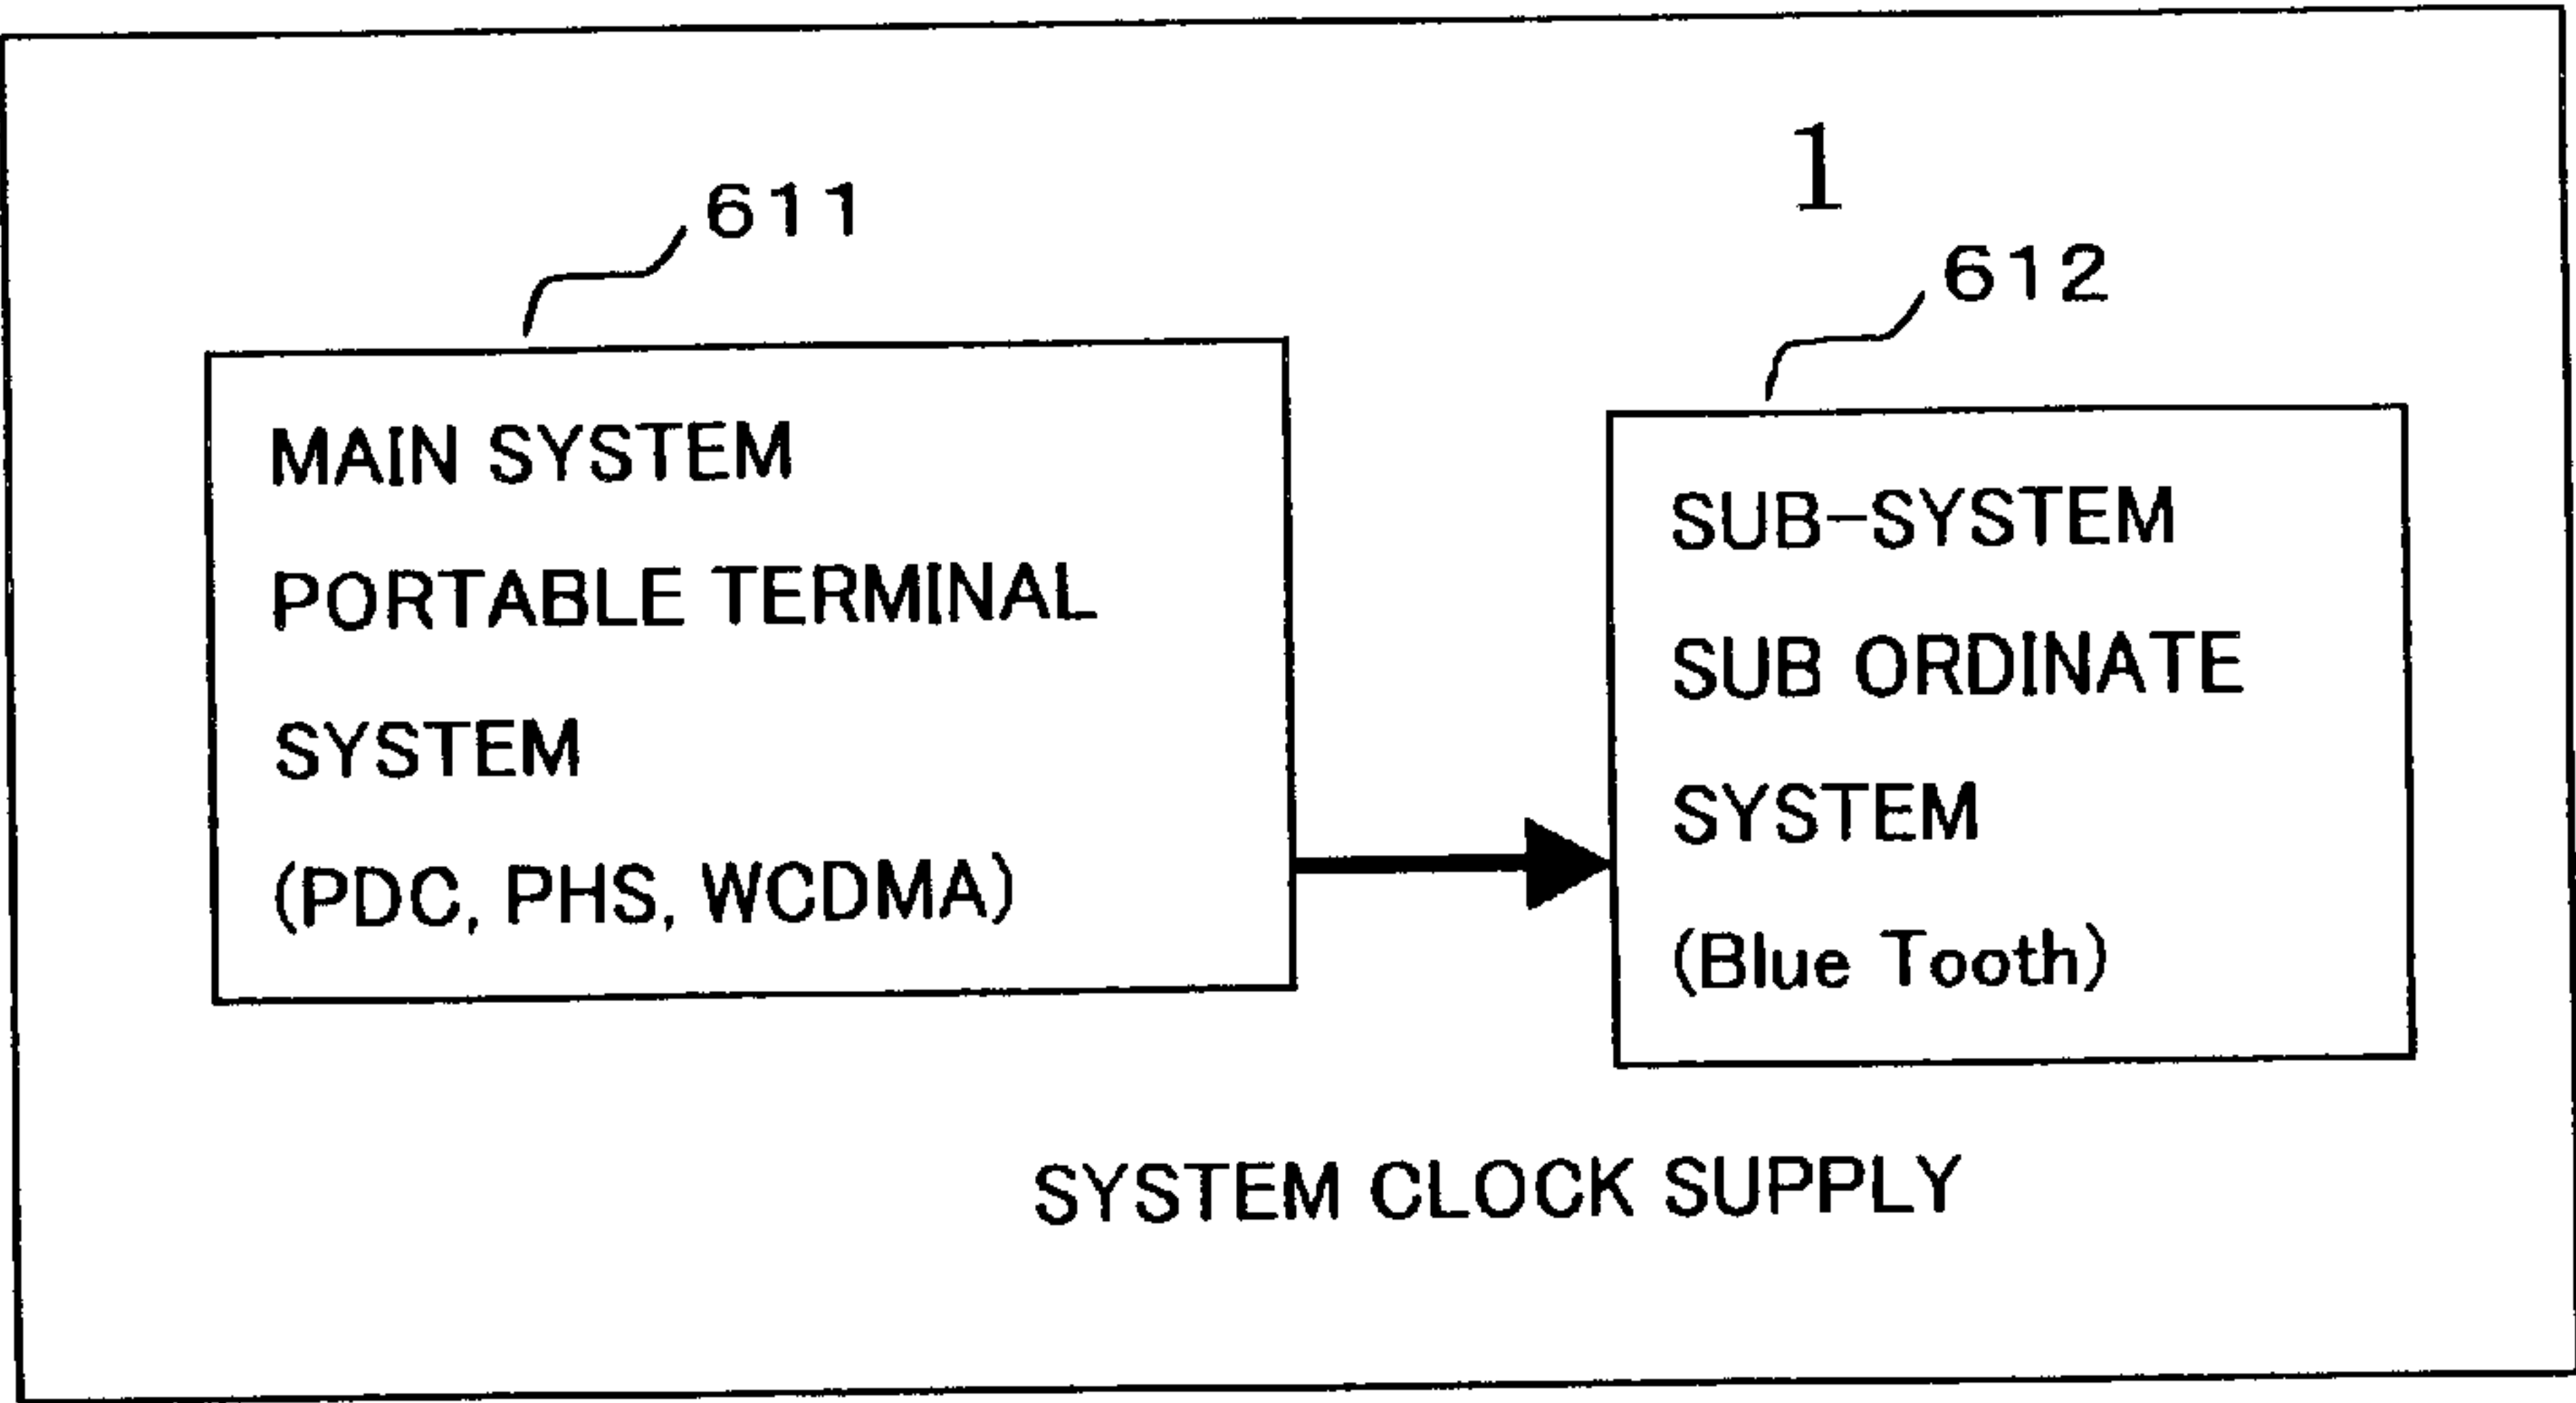 1
611
MAIN SYSTEM
PORTABLE TERMINAL
SYSTEM
(PDC, PHS, WCDMA)
612
SUB-SYSTEM
SUB ORDINATE
SYSTEM
(Blue Tooth)
SYSTEM CLOCK SUPPLY